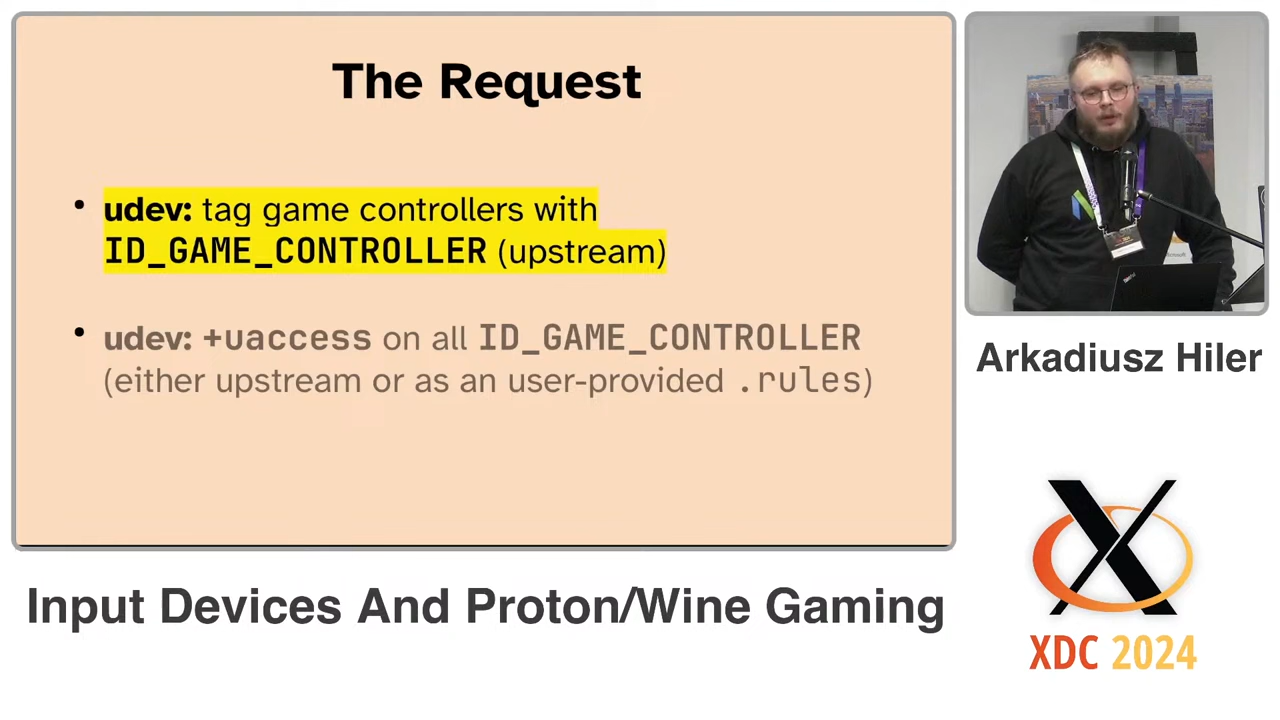 The Request
• udev: tag game controllers with
ID_GAME_CONTROLLER (upstream)
• udev: +uaccess on all ID_GAME_CONTROLLER
(either upstream or as an user-provided .rules)
Arkadiusz Hiler
Input Devices And Proton/Wine Gaming
XDC 2024